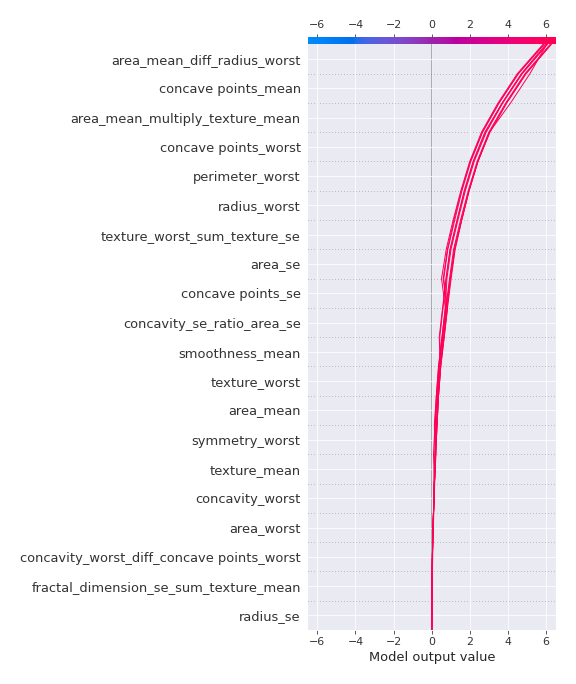 −6 −4 −2 0 2 4 6
area_mean_diff_radius_worst
concave points_mean
area_mean_multiply_texture_mean
concave points_worst
perimeter_worst
radius_worst
texture_worst_sum_texture_se
area_se
concave points_se
concavity_se_ratio_area_se
smoothness_mean
texture_worst
area_mean
symmetry_worst
texture_mean
concavity_worst
area_worst
concavity_worst_diff_concave points_worst
fractal_dimension_se_sum_texture_mean
radius_se
−6 −4 −2 0 2 4 6
Model output value